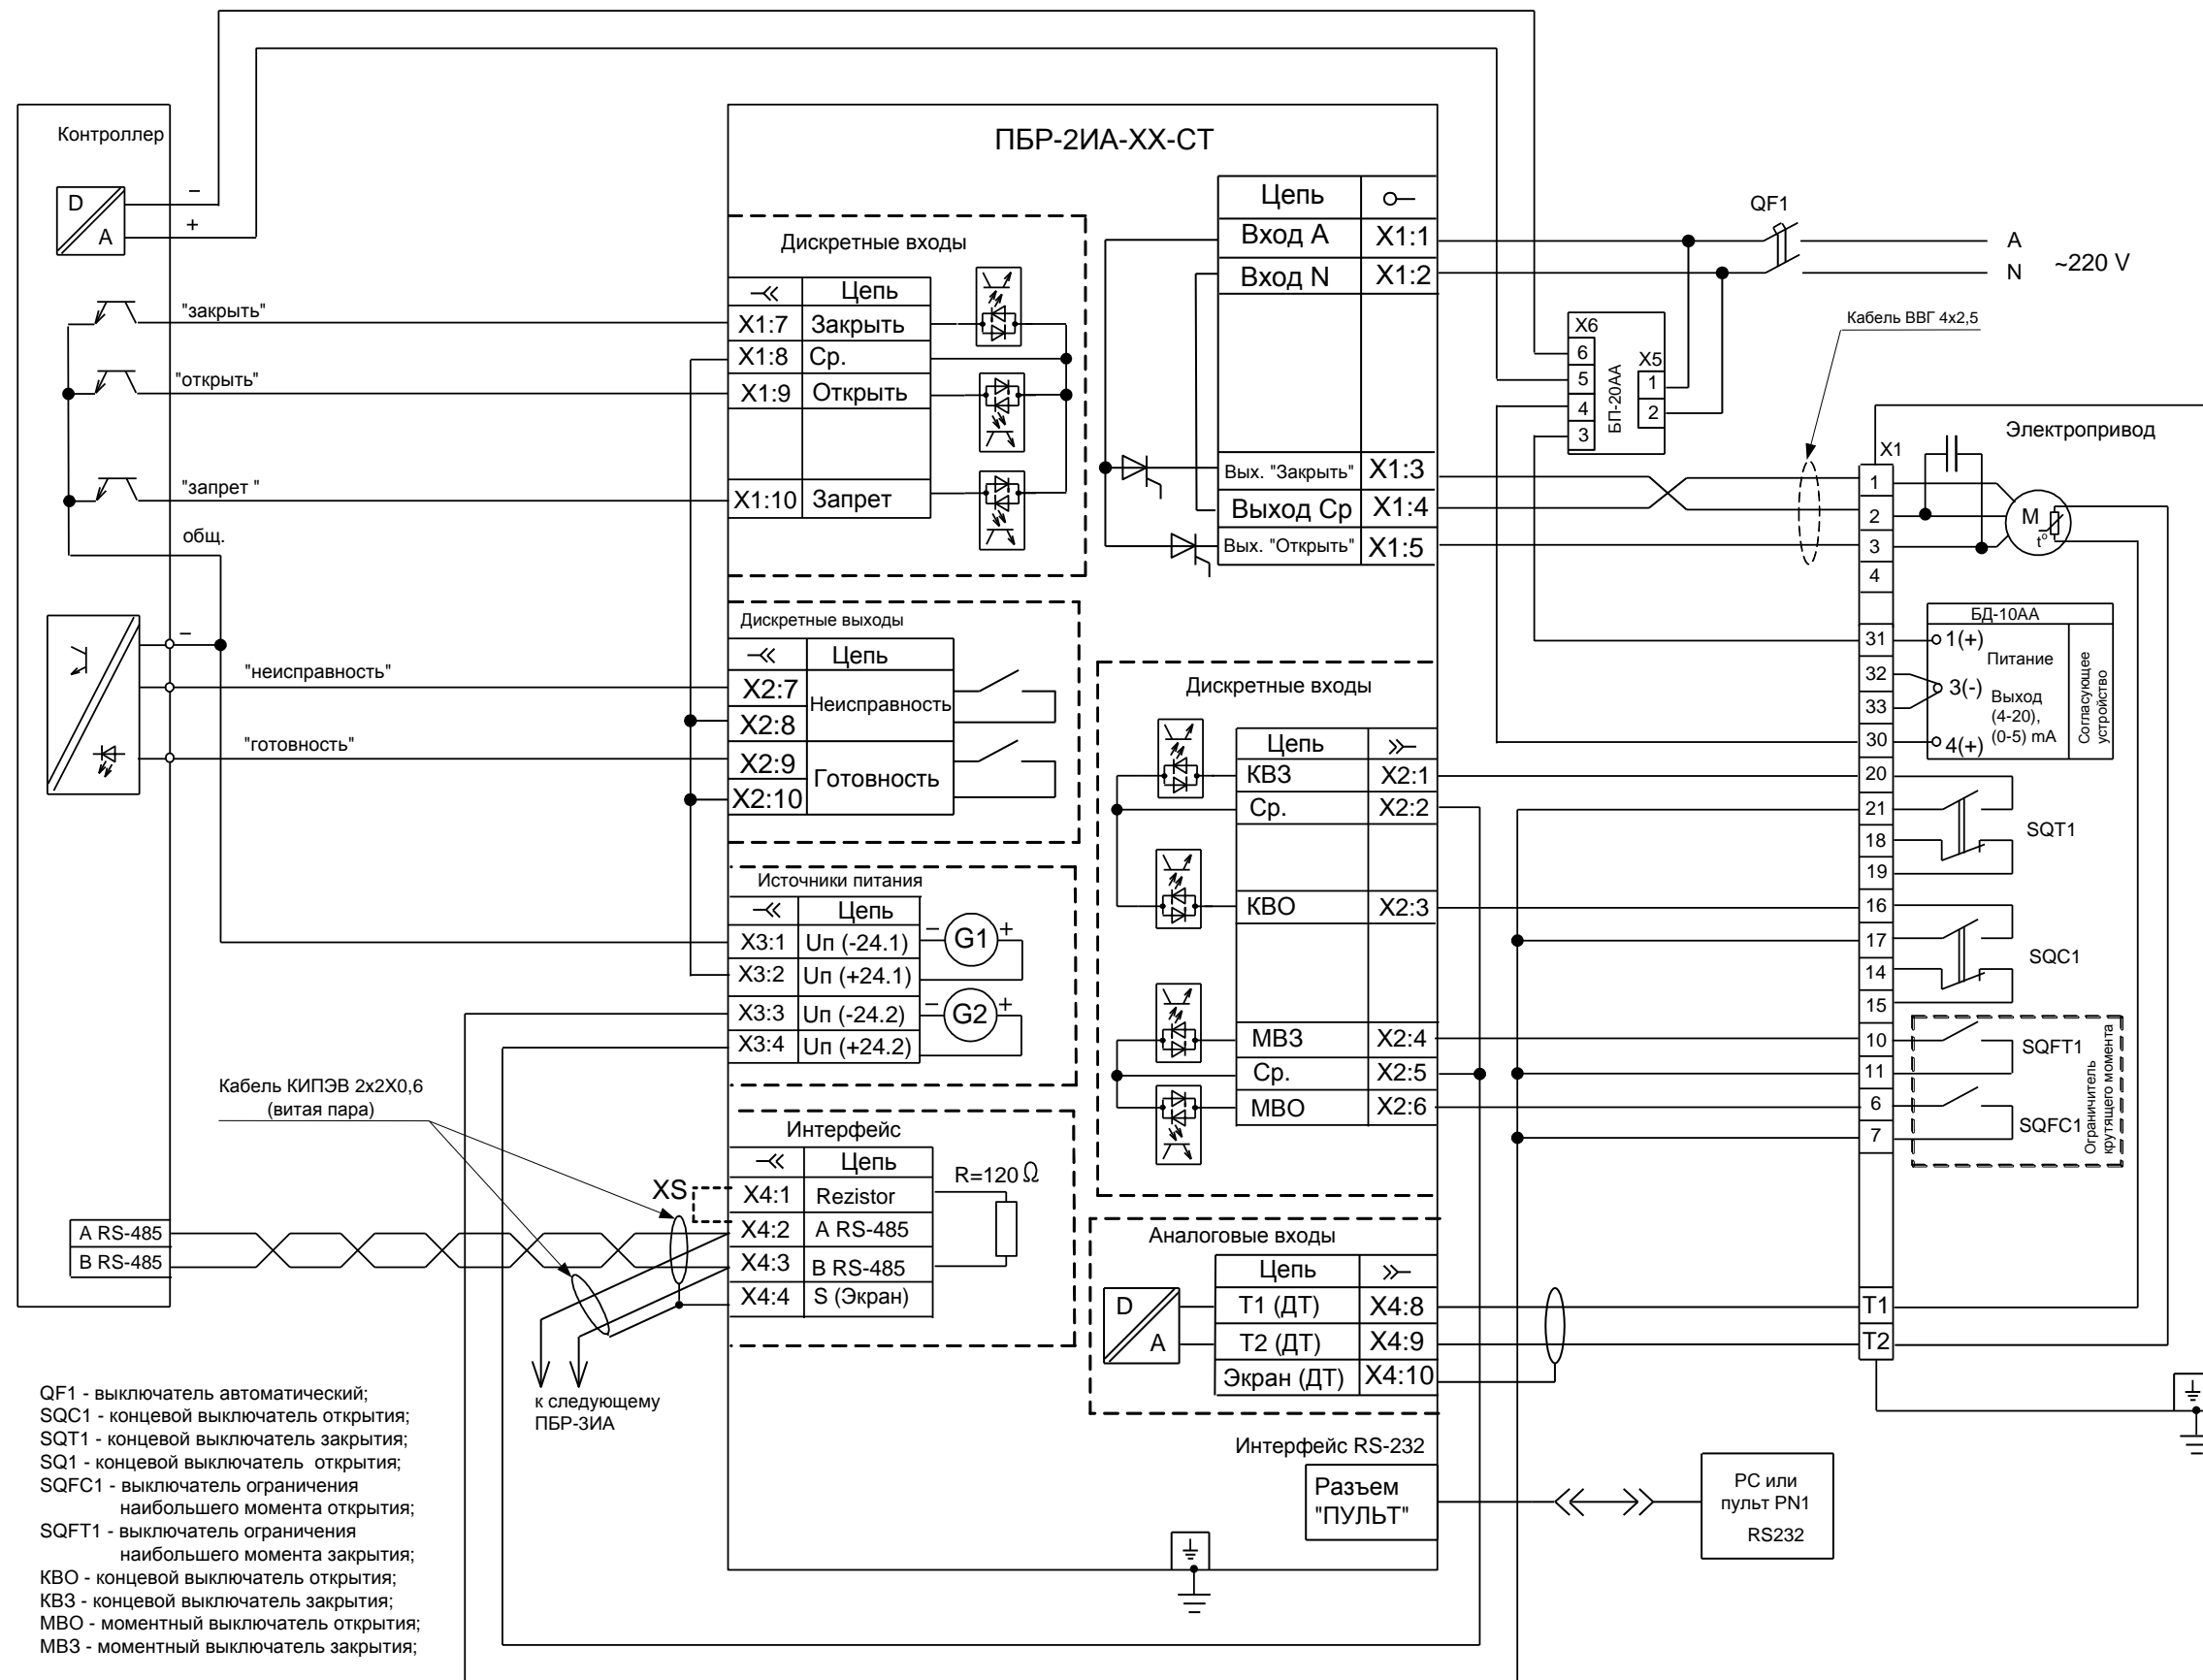 Контроллер
D
A
−
+
"закрыть"
"открыть"
"запрет "
общ.
−
"неисправность"
"готовность"
Кабель КИПЭВ 2х2Х0,6
(витая пара)
A RS-485
B RS-485
XS
к следующему
ПБР-3ИА
ПБР-2ИА-ХХ-СТ
Дискретные входы
Цепь
X1:7 Закрыть
X1:8 Ср.
X1:9 Открыть
X1:10 Запрет
Дискретные выходы
Цепь
X2:7
Неисправность
X2:8
X2:9
Готовность
X2:10
Источники питания
Цепь
X3:1 Uп (-24.1)
X3:2 Uп (+24.1)
X3:3 Uп (-24.2)
X3:4 Uп (+24.2)
− G1 +
− G2 +
Интерфейс
Цепь
X4:1 Rezistor
X4:2 A RS-485
X4:3 B RS-485
X4:4 S (Экран)
R=120 Ω
Цепь
Вход A X1:1
Вход N X1:2
Вых. "Закрыть" X1:3
Выход Ср X1:4
Вых. "Открыть" X1:5
Дискретные входы
Цепь
КВЗ X2:1
Ср. X2:2
КВО X2:3
МВЗ X2:4
Ср. X2:5
МВО X2:6
Аналоговые входы
Цепь
D
A
T1 (ДТ) X4:8
T2 (ДТ) X4:9
Экран (ДТ) X4:10
Интерфейс RS-232
Разъем
"ПУЛЬТ"
PC или
пульт PN1
RS232
QF1
A
N
~220 V
Кабель ВВГ 4х2,5
X6
6
5
4
3
БП-20АА
X5
1
2
Электропривод
X1
1
2
3
4
31
32
33
30
20
21
18
19
16
17
14
15
10
11
6
7
T1
T2
M
t°
БД-10АА
1(+)
Питание
3(-)
Выход
(4-20),
(0-5) mA
4(+)
Согласующее
устройство
SQT1
SQC1
SQFT1
SQFC1
Ограничитель
крутящего момента
QF1 - выключатель автоматический;
SQC1 - концевой выключатель открытия;
SQT1 - концевой выключатель закрытия;
SQ1 - концевой выключатель открытия;
SQFC1 - выключатель ограничения
наибольшего момента открытия;
SQFT1 - выключатель ограничения
наибольшего момента закрытия;
КВО - концевой выключатель открытия;
КВЗ - концевой выключатель закрытия;
МВО - моментный выключатель открытия;
МВЗ - моментный выключатель закрытия;